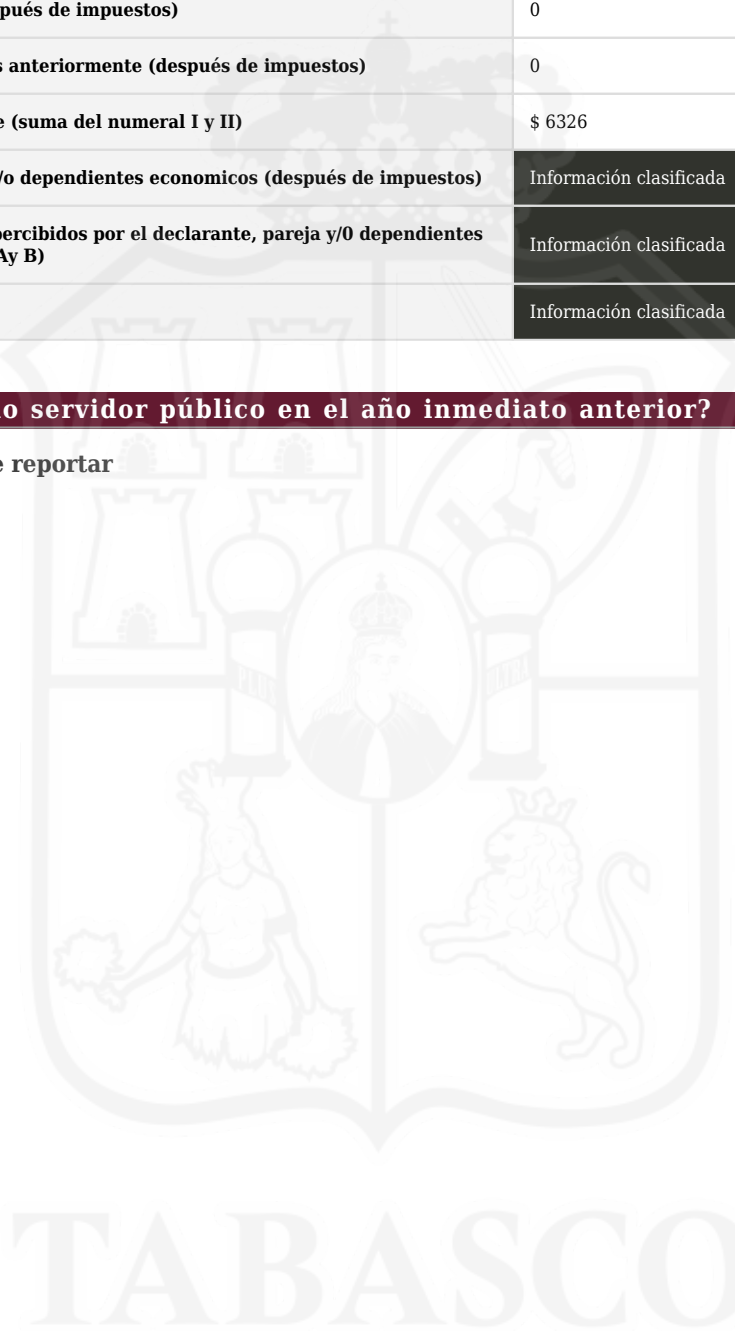 pués de impuestos) 0
s anteriormente (después de impuestos) 0
e (suma del numeral I y II) $ 6326
/o dependientes economicos (después de impuestos) Información clasificada
percibidos por el declarante, pareja y/0 dependientes
Ay B) Información clasificada
Información clasificada
o servidor público en el año inmediato anterior?
e reportar
PLUS ULTRA
TABASCO